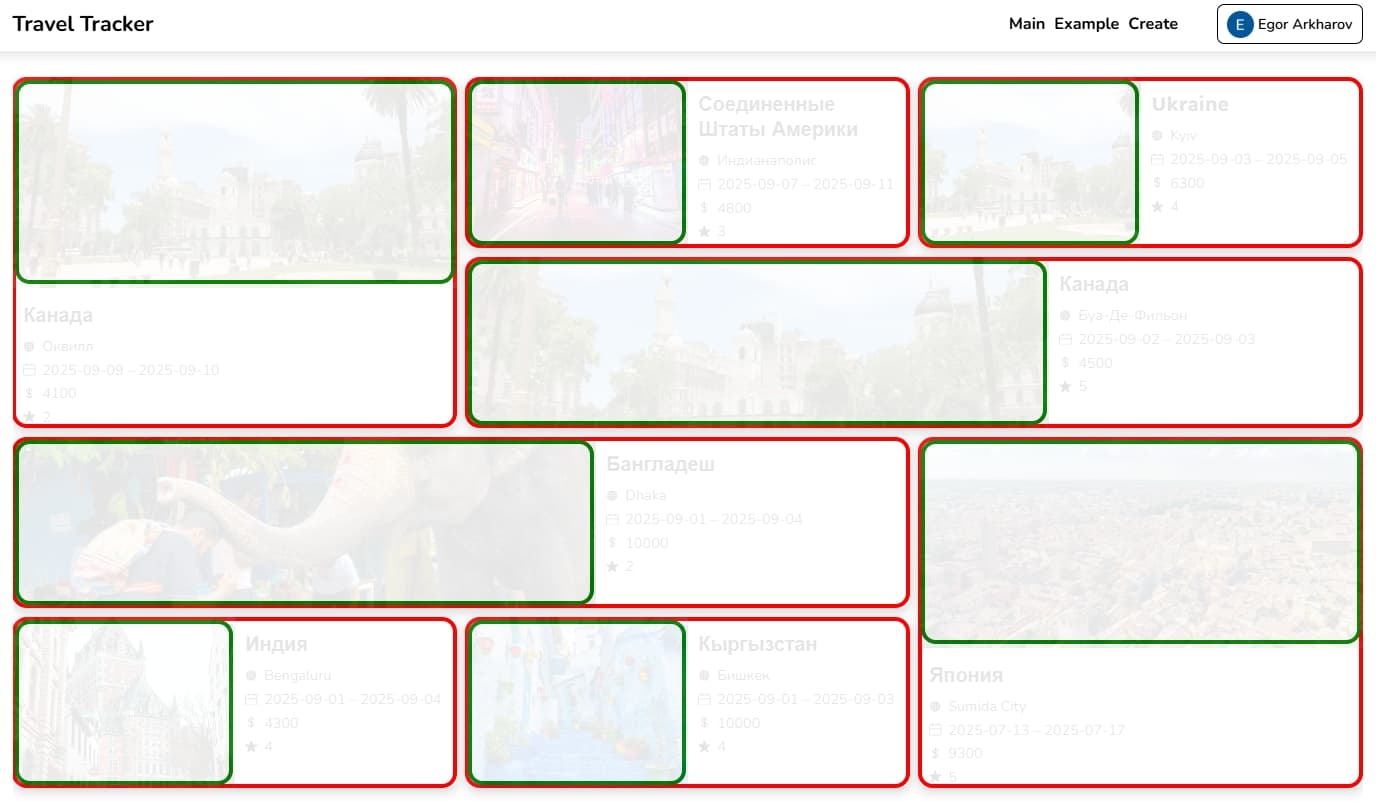 Travel Tracker
Main Example Create
E Egor Arkharov
Канада
Оквилл
2025-09-09 – 2025-09-10
$ 4100
★ 2
Соединенные
Штаты Америки
Индианаполис
2025-09-07 – 2025-09-11
$ 4800
★ 3
Ukraine
Kyiv
2025-09-03 – 2025-09-05
$ 6300
★ 4
Канада
Буа-Де-Фильон
2025-09-02 – 2025-09-03
$ 4500
★ 5
Бангладеш
Dhaka
2025-09-01 – 2025-09-04
$ 10000
★ 2
Япония
Sumida City
2025-07-13 – 2025-07-17
$ 9300
★ 5
Индия
Bengaluru
2025-09-01 – 2025-09-04
$ 4300
★ 4
Кыргызстан
Бишкек
2025-09-01 – 2025-09-03
$ 10000
★ 4